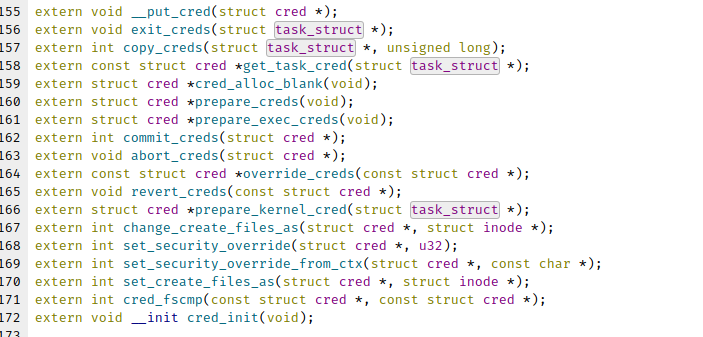 155 extern void __put_cred(struct cred *);
156 extern void exit_creds(struct task_struct *);
157 extern int copy_creds(struct task_struct *, unsigned long);
158 extern const struct cred *get_task_cred(struct task_struct *);
159 extern struct cred *cred_alloc_blank(void);
160 extern struct cred *prepare_creds(void);
161 extern struct cred *prepare_exec_creds(void);
162 extern int commit_creds(struct cred *);
163 extern void abort_creds(struct cred *);
164 extern const struct cred *override_creds(const struct cred *);
165 extern void revert_creds(const struct cred *);
166 extern struct cred *prepare_kernel_cred(struct task_struct *);
167 extern int change_create_files_as(struct cred *, struct inode *);
168 extern int set_security_override(struct cred *, u32);
169 extern int set_security_override_from_ctx(struct cred *, const char *);
170 extern int set_create_files_as(struct cred *, struct inode *);
171 extern int cred_fscmp(const struct cred *, const struct cred *);
172 extern void __init cred_init(void);
173